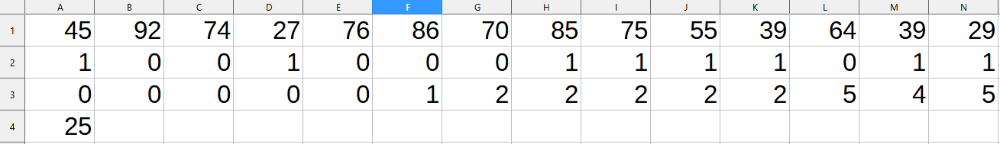 A B C D E F G H I J K L M N
1 45 92 74 27 76 86 70 85 75 55 39 64 39 29
2 1 0 0 1 0 0 0 1 1 1 1 0 1 1
3 0 0 0 0 0 1 2 2 2 2 2 5 4 5
4 25